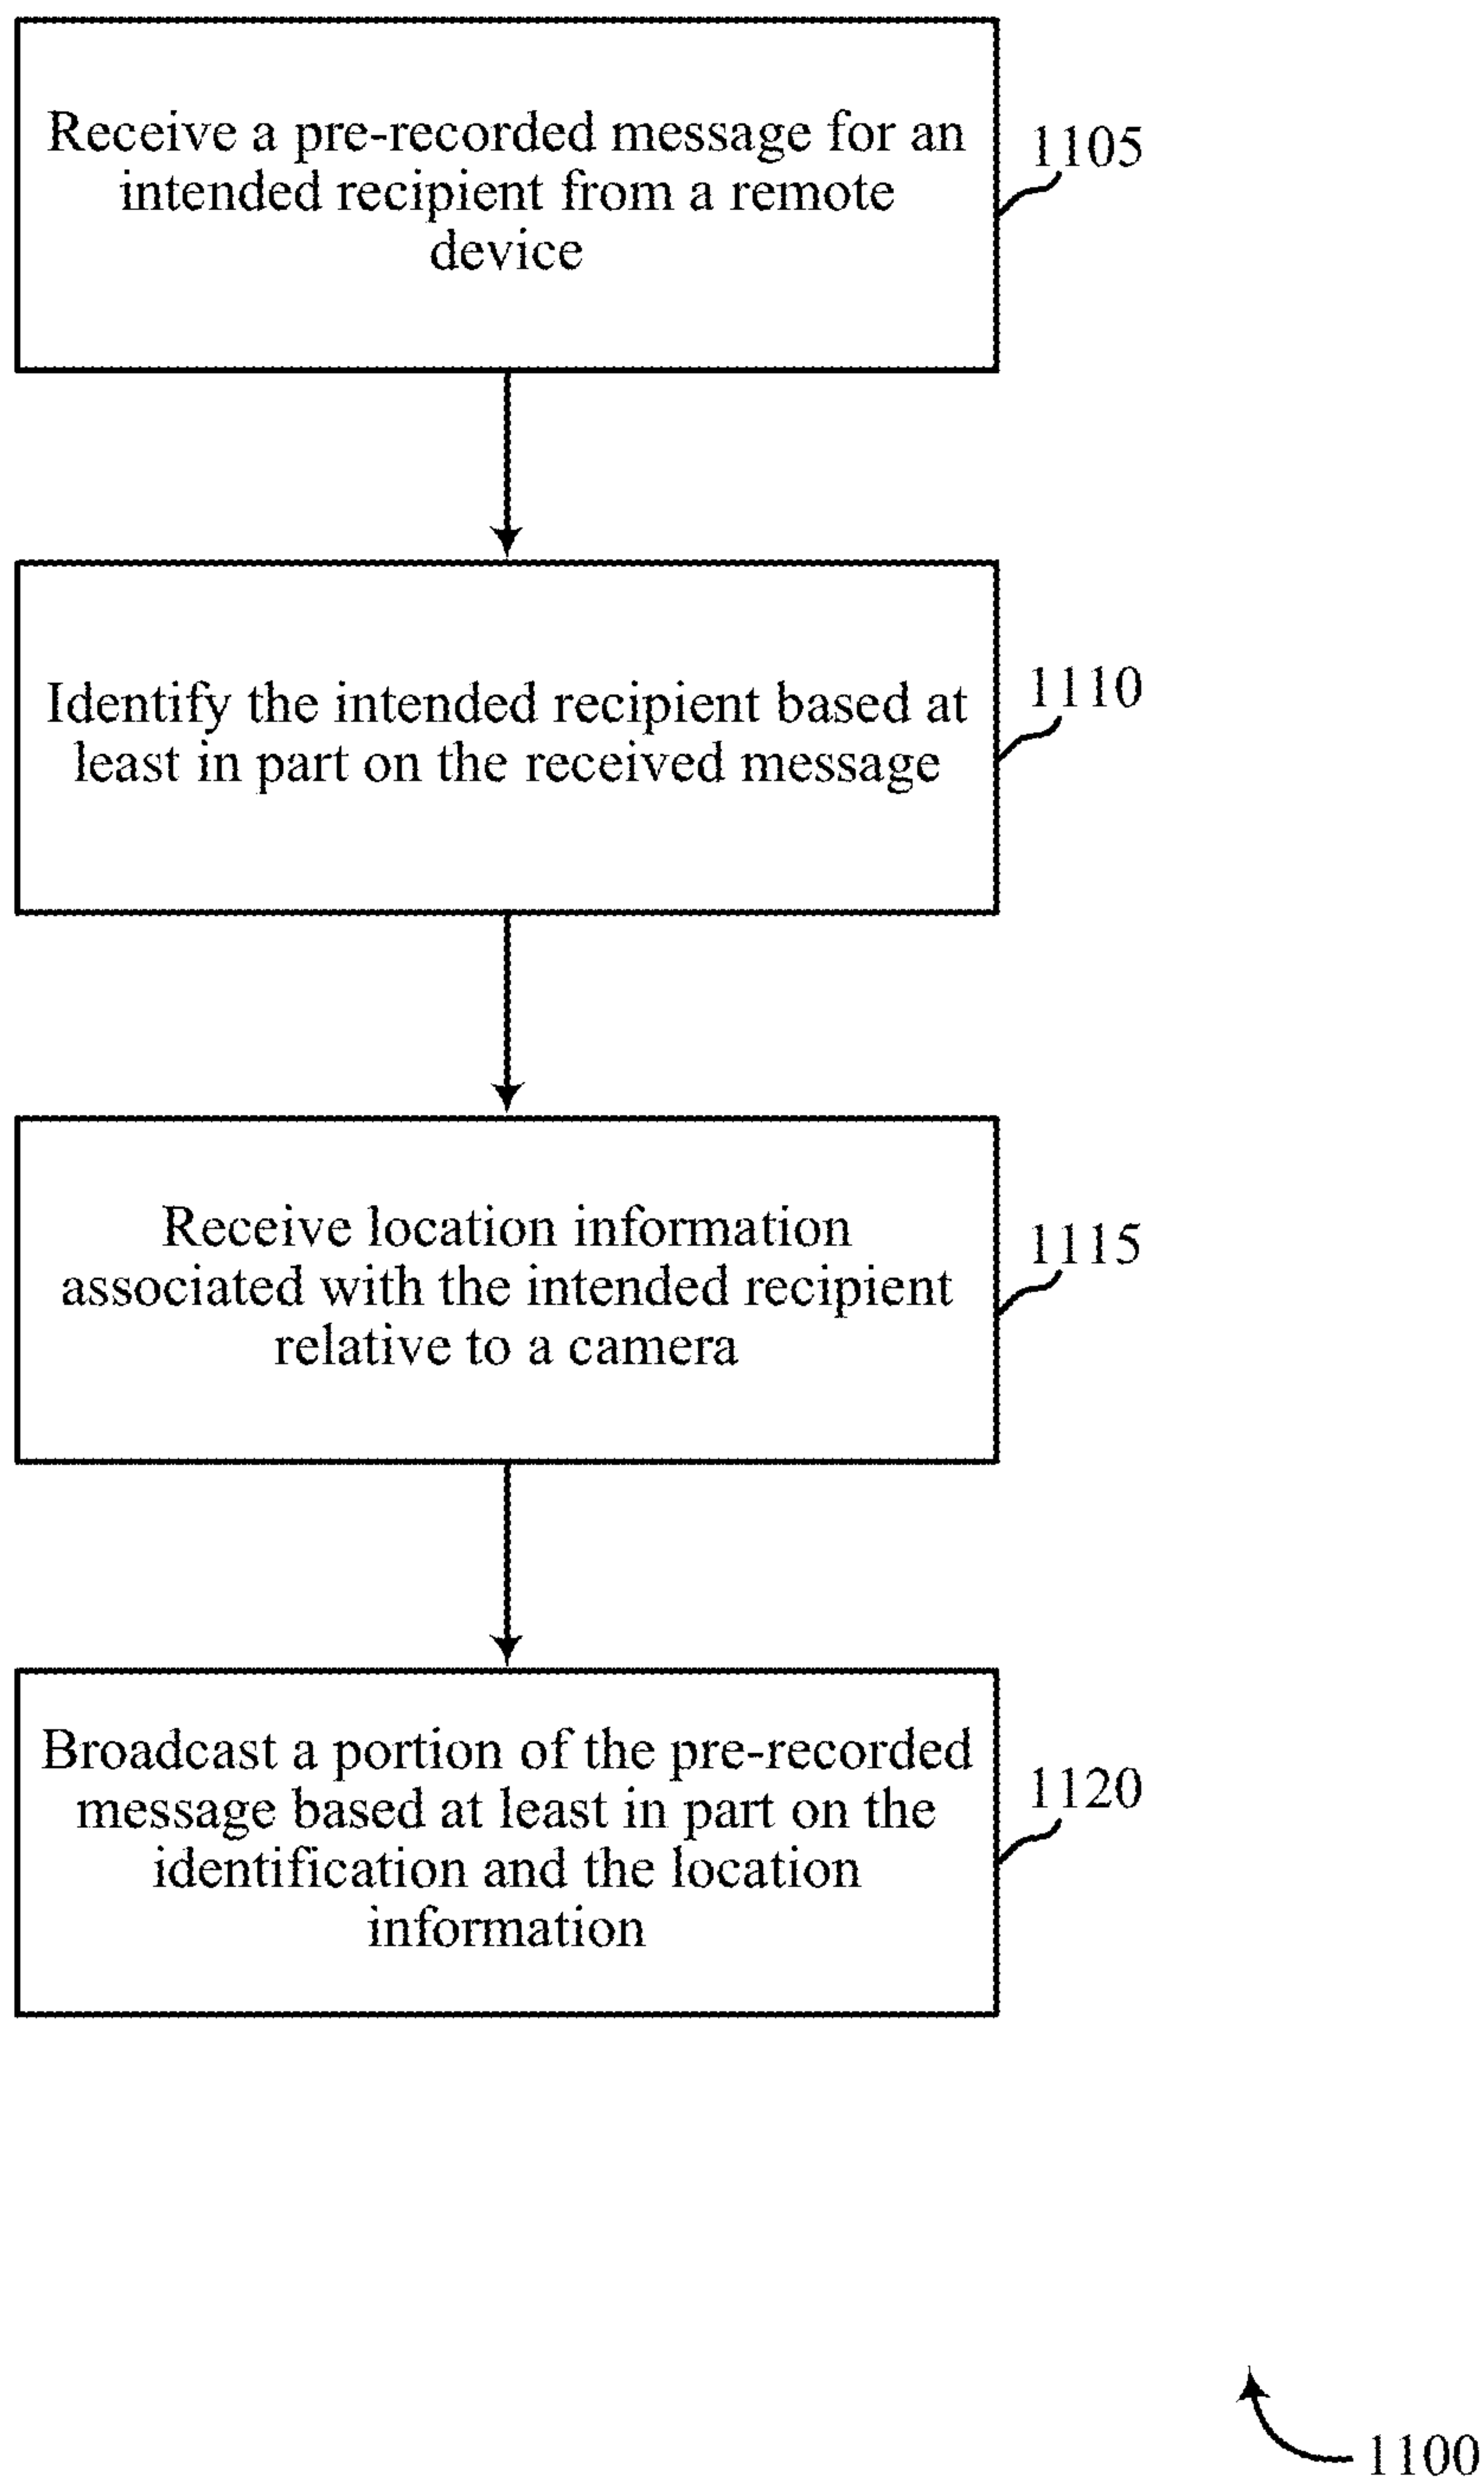 Receive a pre-recorded message for an
intended recipient from a remote
device
1105
Identify the intended recipient based at
least in part on the received message
1110
Receive location information
associated with the intended recipient
relative to a camera
1115
Broadcast a portion of the pre-recorded
message based at least in part on the
identification and the location
information
1120
1100